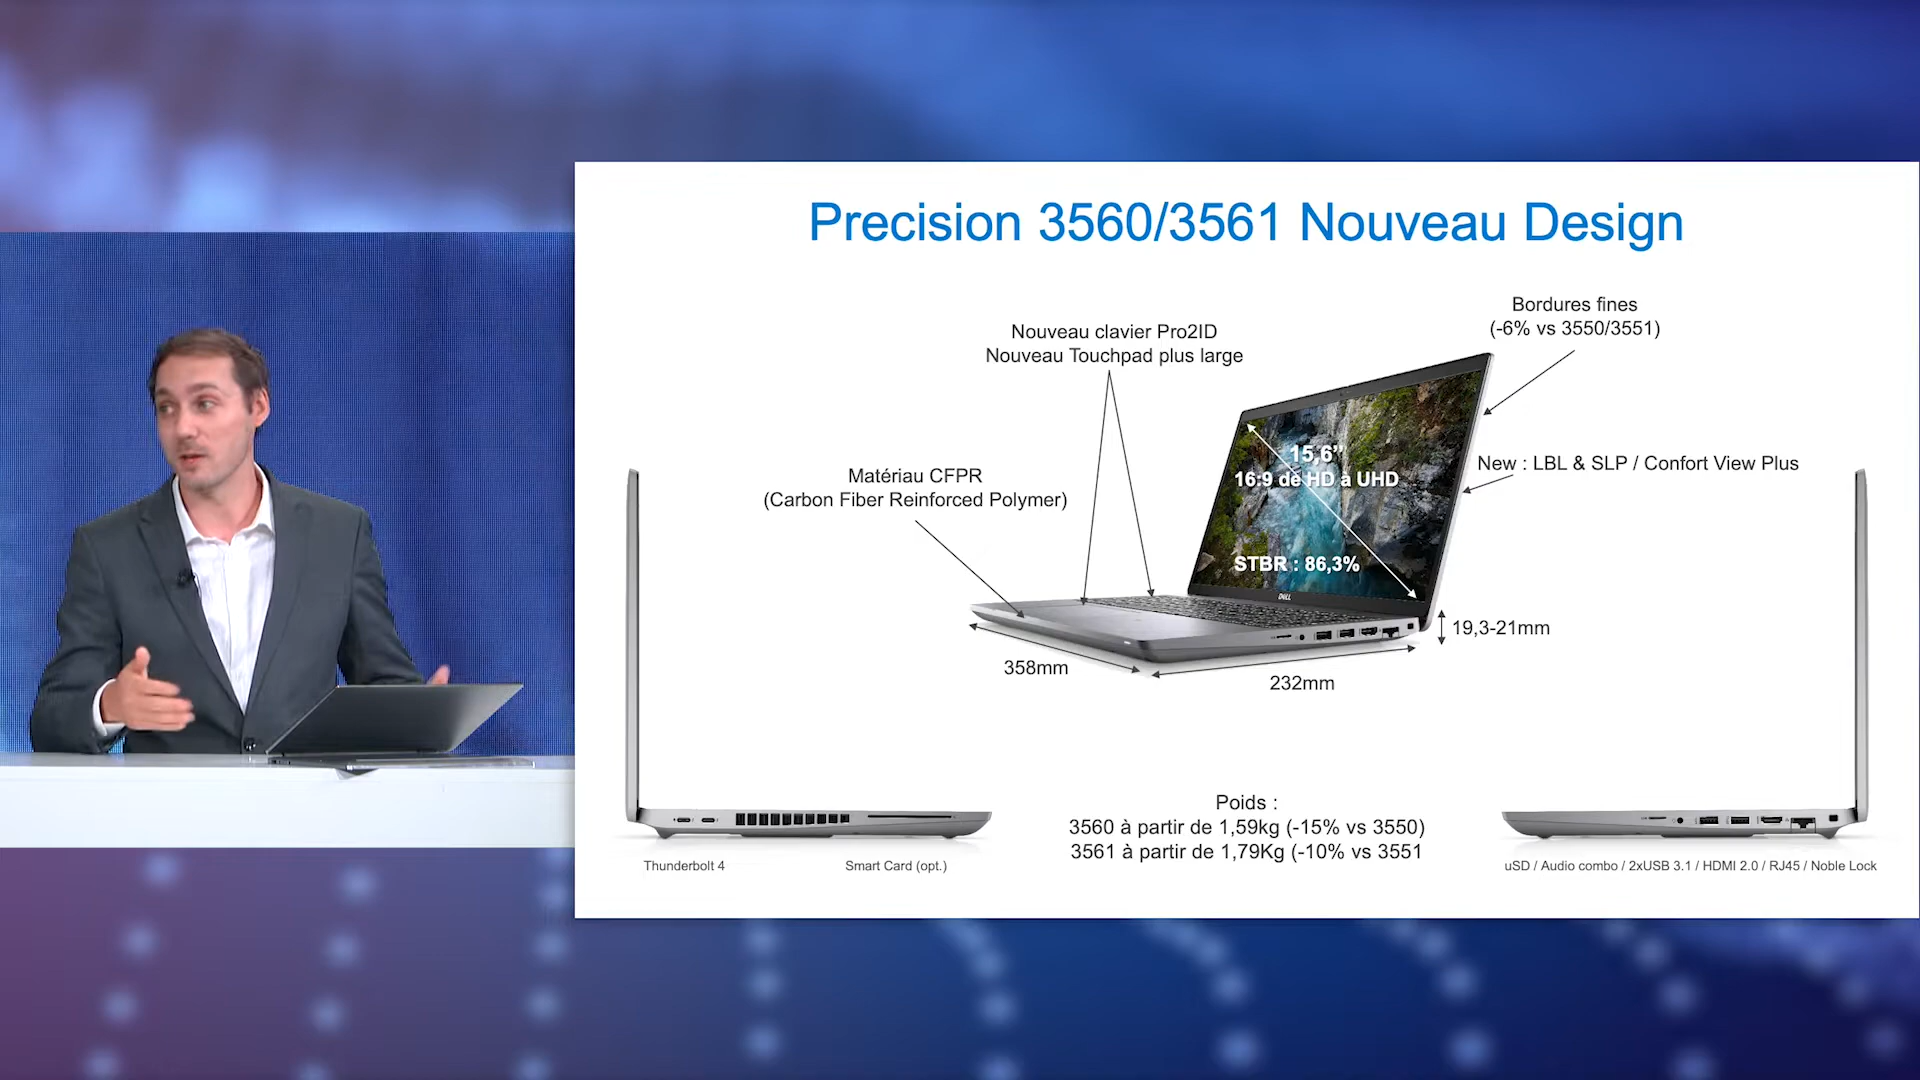 Precision 3560/3561 Nouveau Design
Bordures fines
(-6% vs 3550/3551)
Nouveau clavier Pro2ID
Nouveau Touchpad plus large
15,6”
16:9 de HD à UHD
New : LBL & SLP / Confort View Plus
Matériau CFPR
(Carbon Fiber Reinforced Polymer)
STBR : 86,3%
DELL
19,3-21mm
358mm
232mm
Poids :
3560 à partir de 1,59kg (-15% vs 3550)
3561 à partir de 1,79Kg (-10% vs 3551
Thunderbolt 4
Smart Card (opt.)
uSD / Audio combo / 2xUSB 3.1 / HDMI 2.0 / RJ45 / Noble Lock